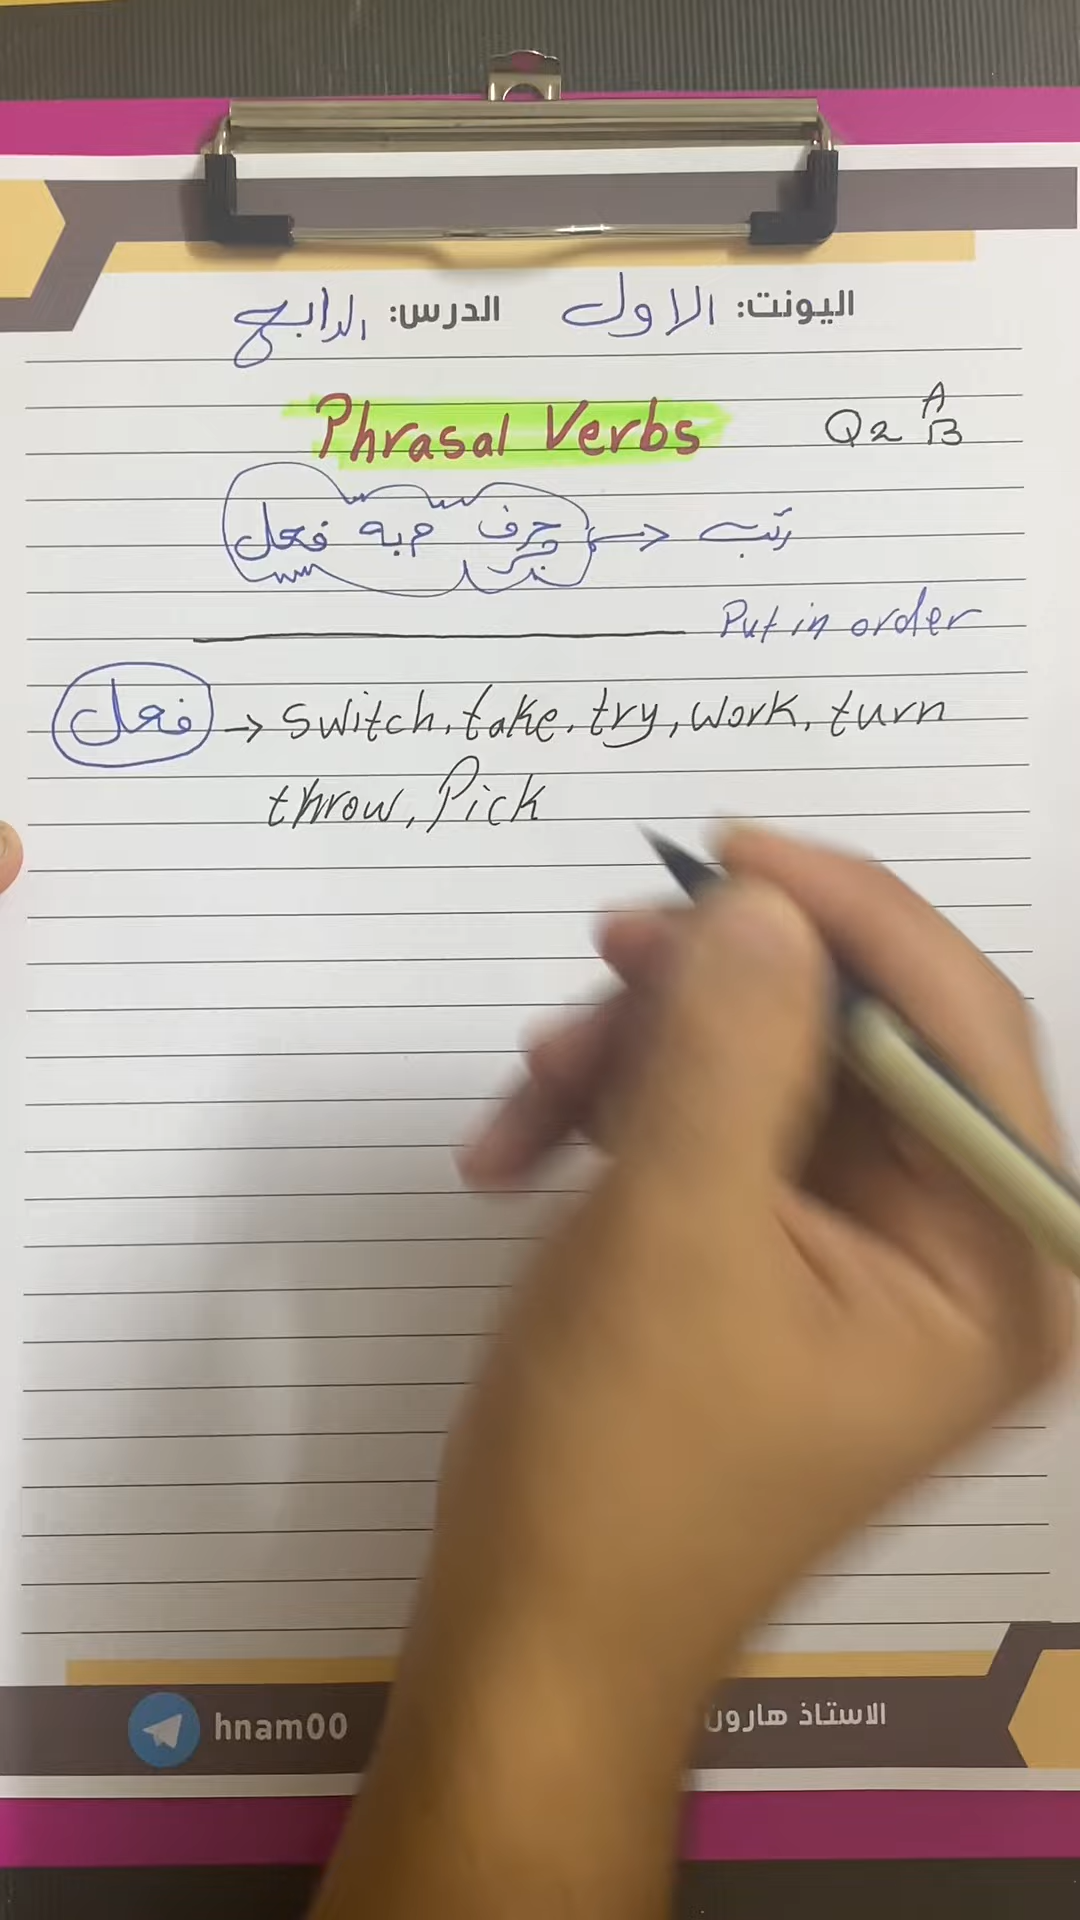 اليونت: الاول الدرس: الرابع
Phrasal Verbs Q2 A B
رتب حرف جر به فعل
Put in order
فعل → switch, take, try, work, turn
throw, Pick
hnam00 الاستاذ هارون